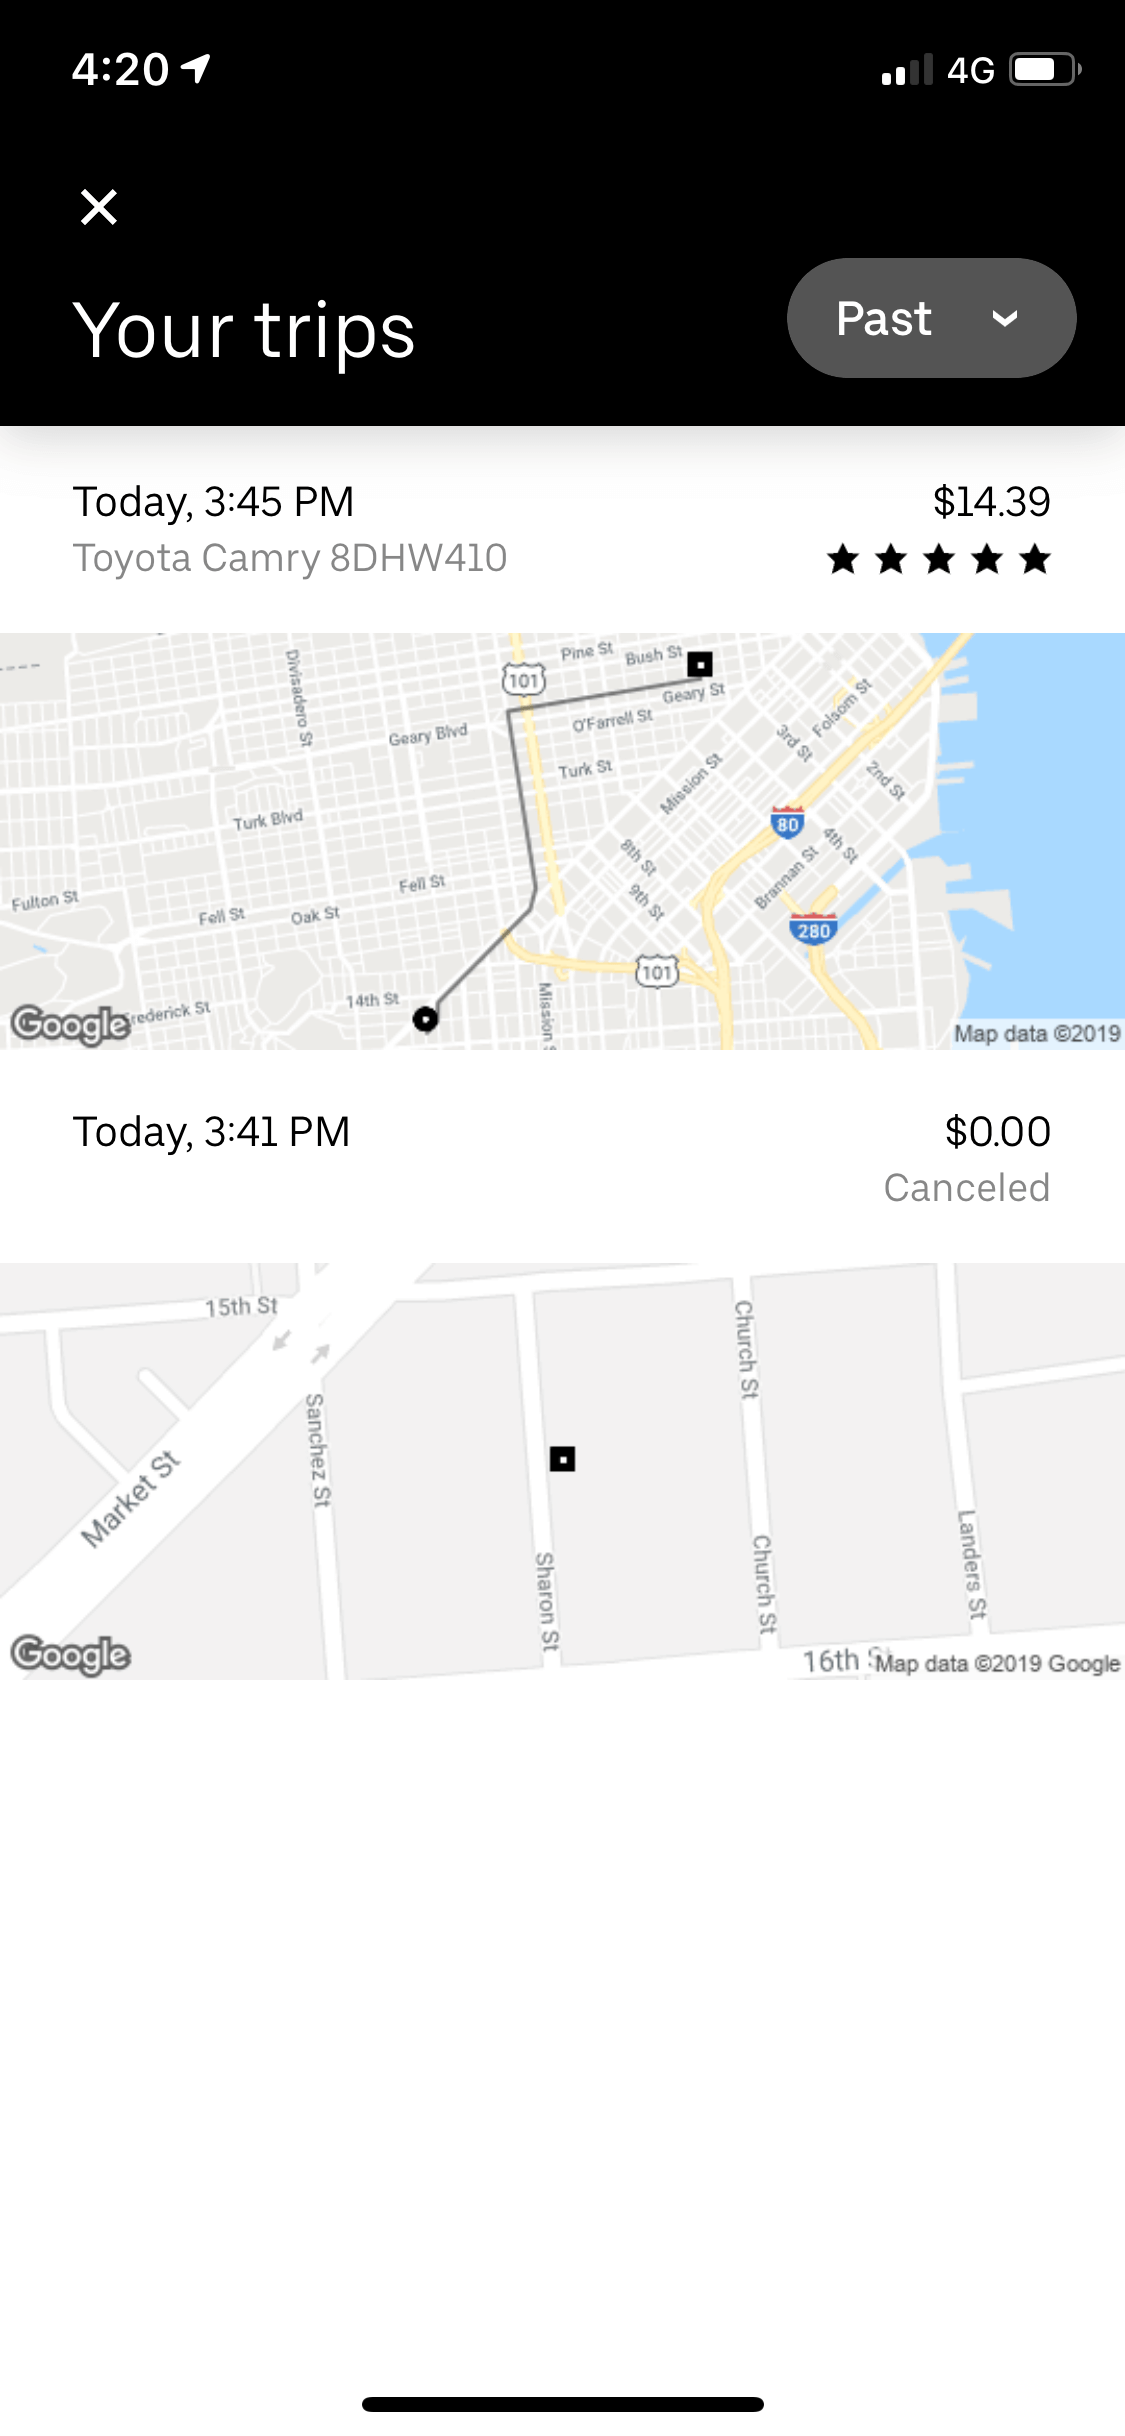 4:20
4G
Your trips
Past
Today, 3:45 PM
$14.39
Toyota Camry 8DHW410
Divisadero St
101
Pine St
Bush St
Geary St
O'Farrell St
Geary Blvd
Folsom St
3rd St
Turk St
Mission St
2nd St
Turk Blvd
80
4th St
8th St
Brannan St
Fell St
9th St
Fulton St
Fell St
Oak St
280
101
14th St
Mission S
Frederick St
Google
Map data ©2019
Today, 3:41 PM
$0.00
Canceled
15th St
Church St
Sanchez St
Market St
Landers St
Church St
Sharon St
Google
16th St
Map data ©2019 Google